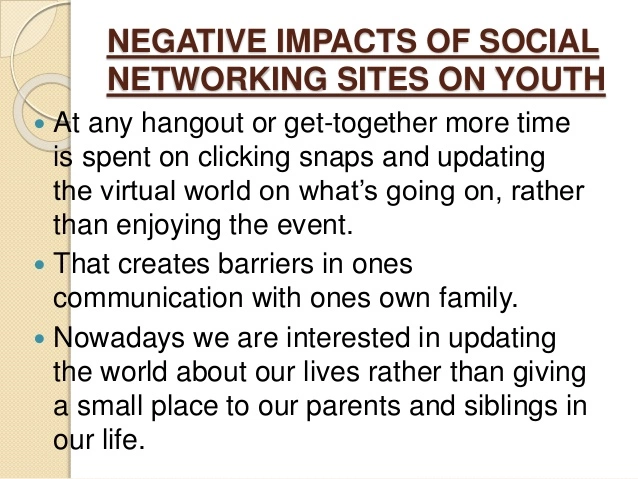 NEGATIVE IMPACTS OF SOCIAL
NETWORKING SITES ON YOUTH
• At any hangout or get-together more time
is spent on clicking snaps and updating
the virtual world on what’s going on, rather
than enjoying the event.
• That creates barriers in ones
communication with ones own family.
• Nowadays we are interested in updating
the world about our lives rather than giving
a small place to our parents and siblings in
our life.